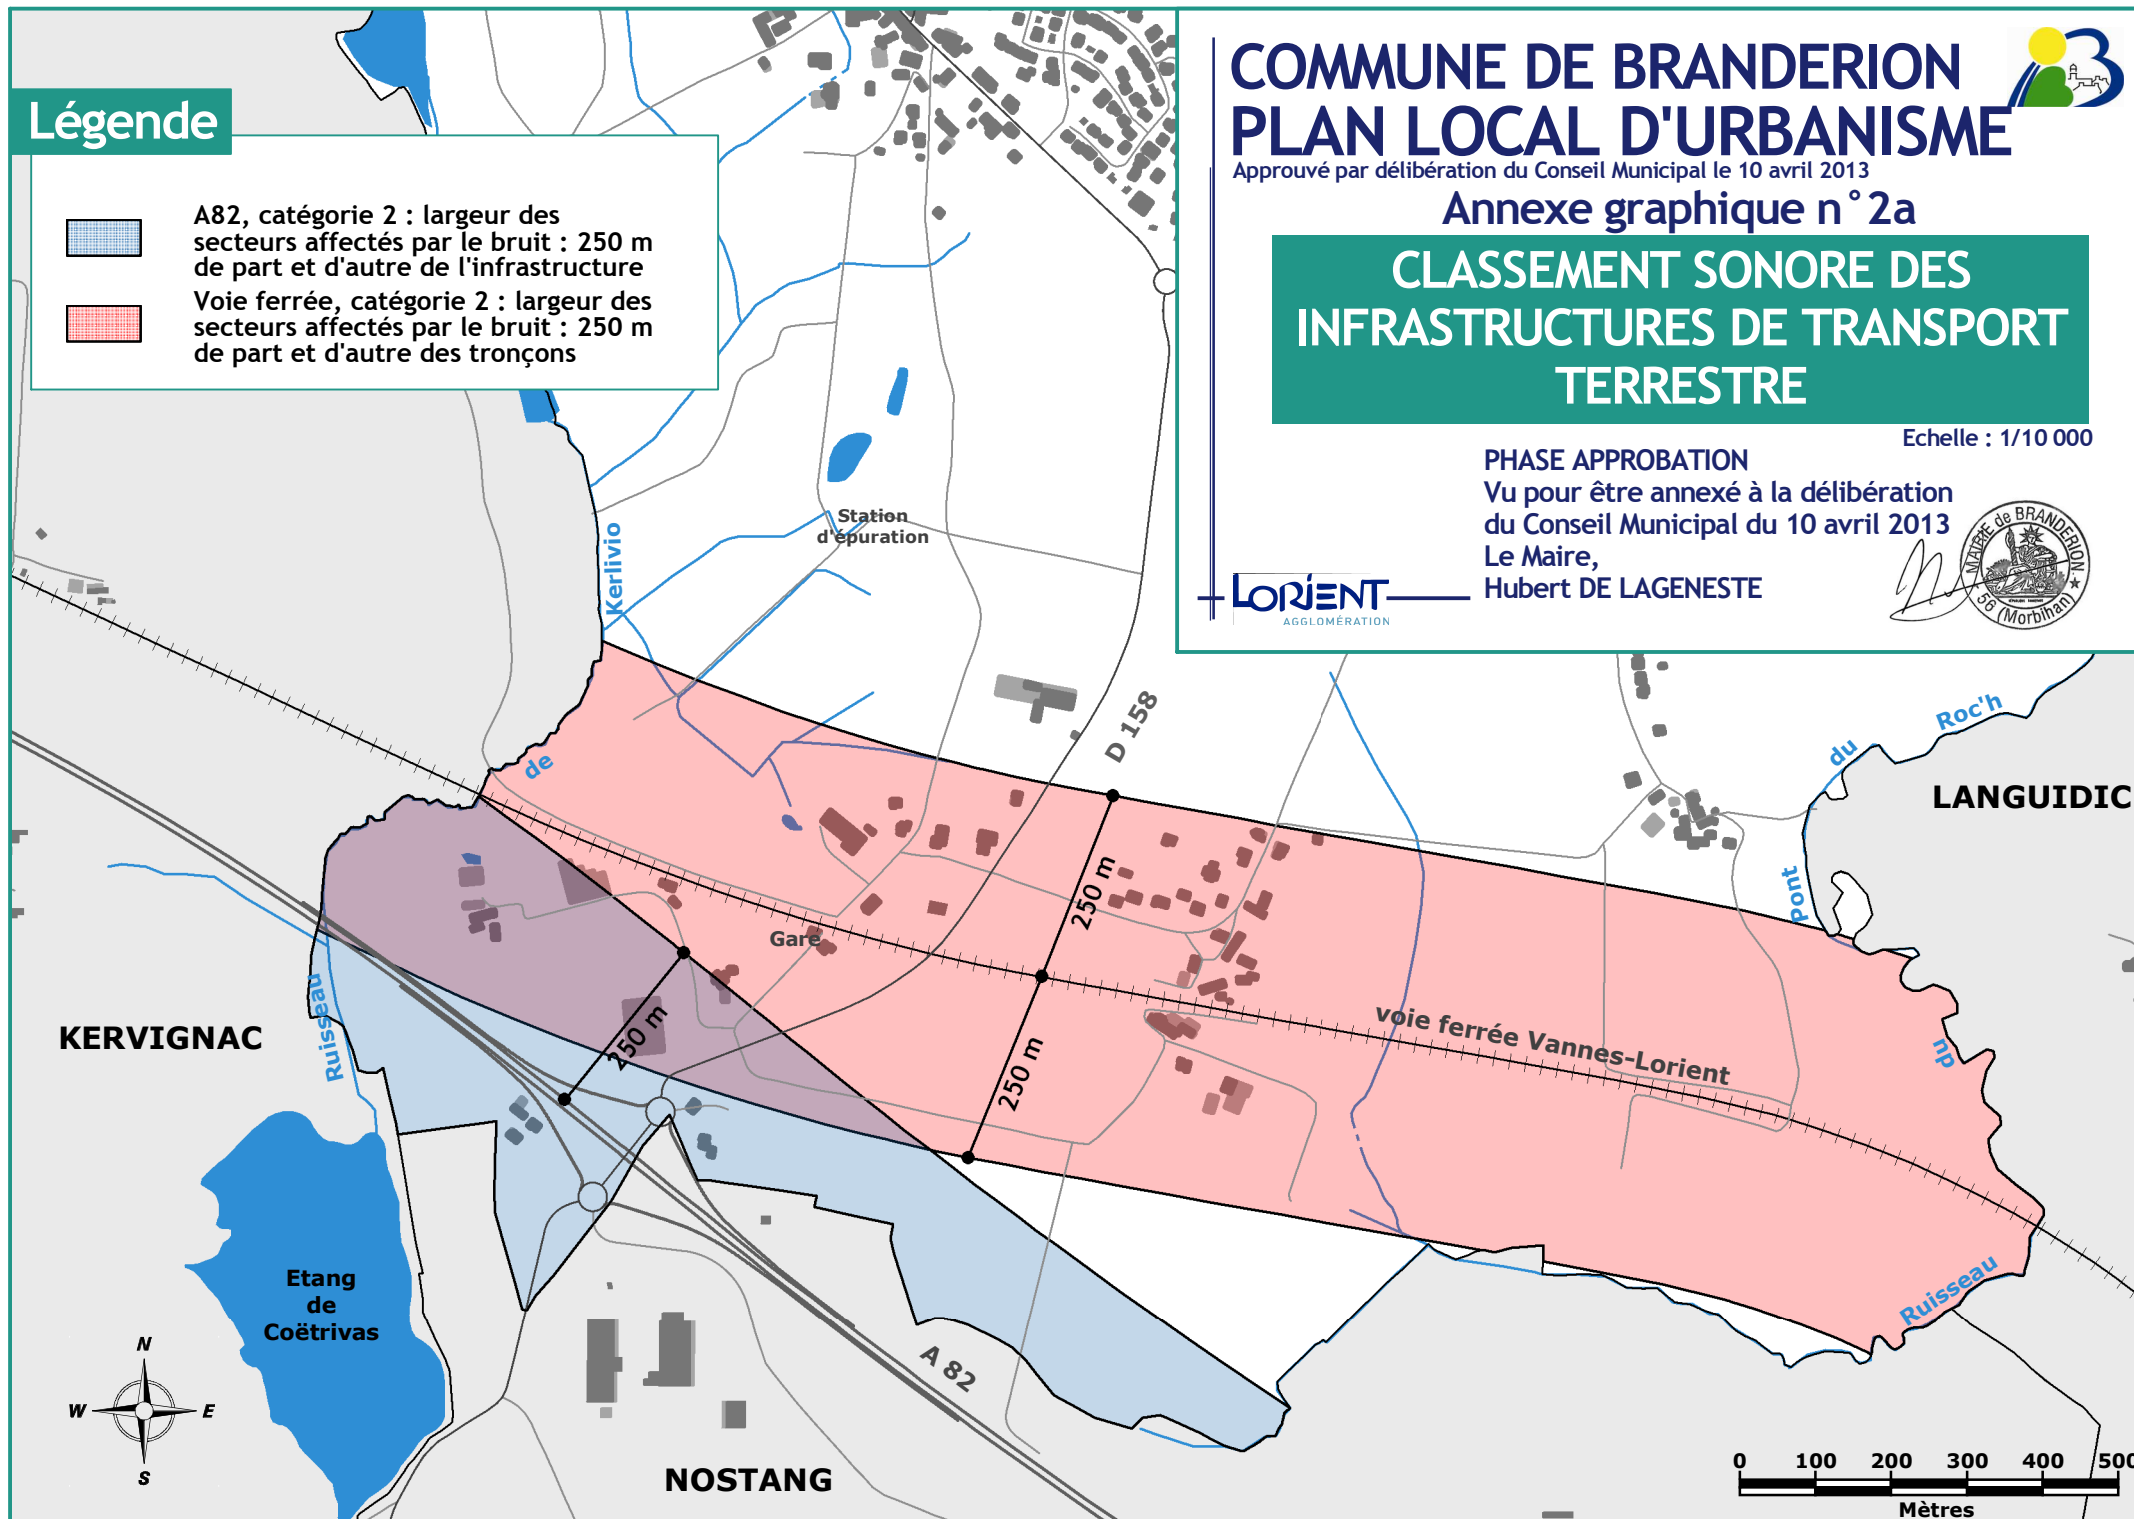 Légende
A82, catégorie 2 : largeur des
secteurs affectés par le bruit : 250 m
de part et d'autre de l'infrastructure
Voie ferrée, catégorie 2 : largeur des
secteurs affectés par le bruit : 250 m
de part et d'autre des tronçons
COMMUNE DE BRANDERION
PLAN LOCAL D'URBANISME
Approuvé par délibération du Conseil Municipal le 10 avril 2013
Annexe graphique n°2a
CLASSEMENT SONORE DES
INFRASTRUCTURES DE TRANSPORT
TERRESTRE
Echelle : 1/10 000
PHASE APPROBATION
Vu pour être annexé à la délibération
du Conseil Municipal du 10 avril 2013
Le Maire,
Hubert DE LAGENESTE
LORIENT
AGGLOMÉRATION
MAIRIE de BRANDERION
56 (Morbihan)
Station
d'épuration
Kerlivio
de
Ruisseau
D 158
Roc'h
du
Pont
du
Ruisseau
LANGUIDIC
250 m
250 m
250 m
Gare
voie ferrée Vannes-Lorient
KERVIGNAC
Etang
de
Coëtrivas
A 82
NOSTANG
N
W
E
S
0 100 200 300 400 500
Mètres